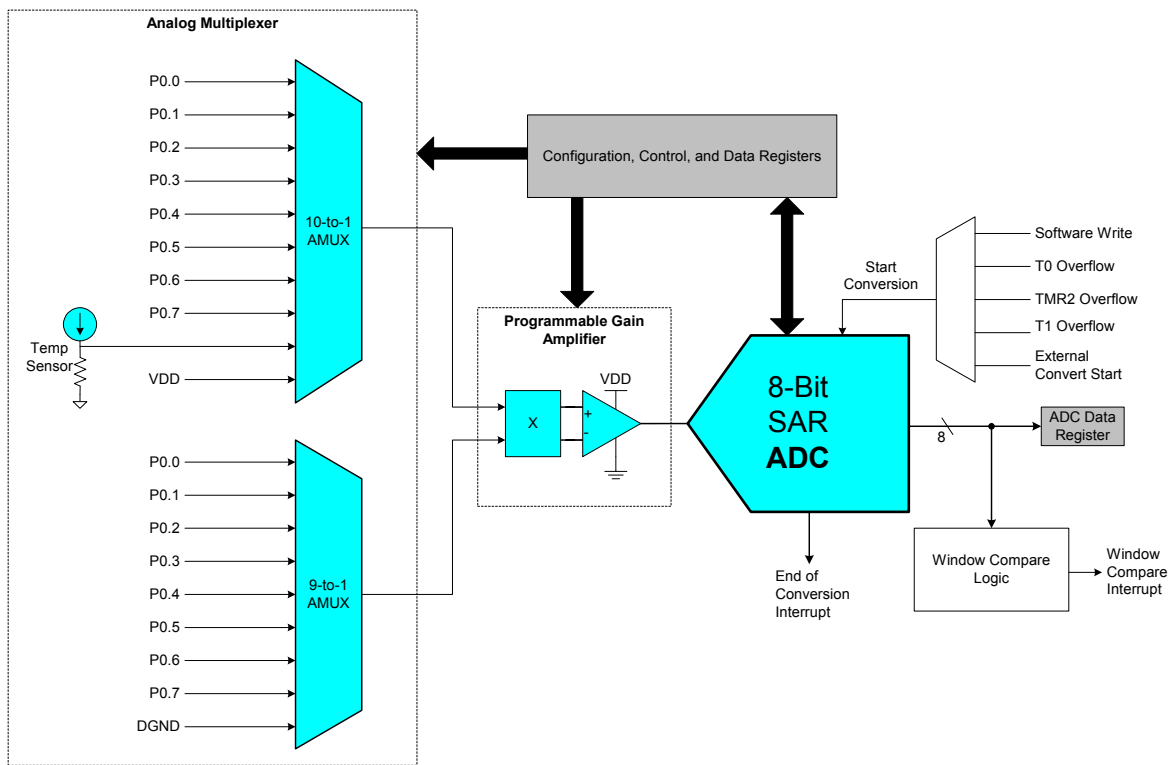 Analog Multiplexer
P0.0
P0.1
P0.2
P0.3
P0.4
P0.5
P0.6
P0.7
Temp
Sensor
VDD
10-to-1
AMUX
P0.0
P0.1
P0.2
P0.3
P0.4
P0.5
P0.6
P0.7
DGND
9-to-1
AMUX
Configuration, Control, and Data Registers
Programmable Gain
Amplifier
VDD
X
+
-
Start
Conversion
Software Write
T0 Overflow
TMR2 Overflow
T1 Overflow
External
Convert Start
8-Bit
SAR
ADC
8
ADC Data
Register
End of
Conversion
Interrupt
Window Compare
Logic
Window
Compare
Interrupt